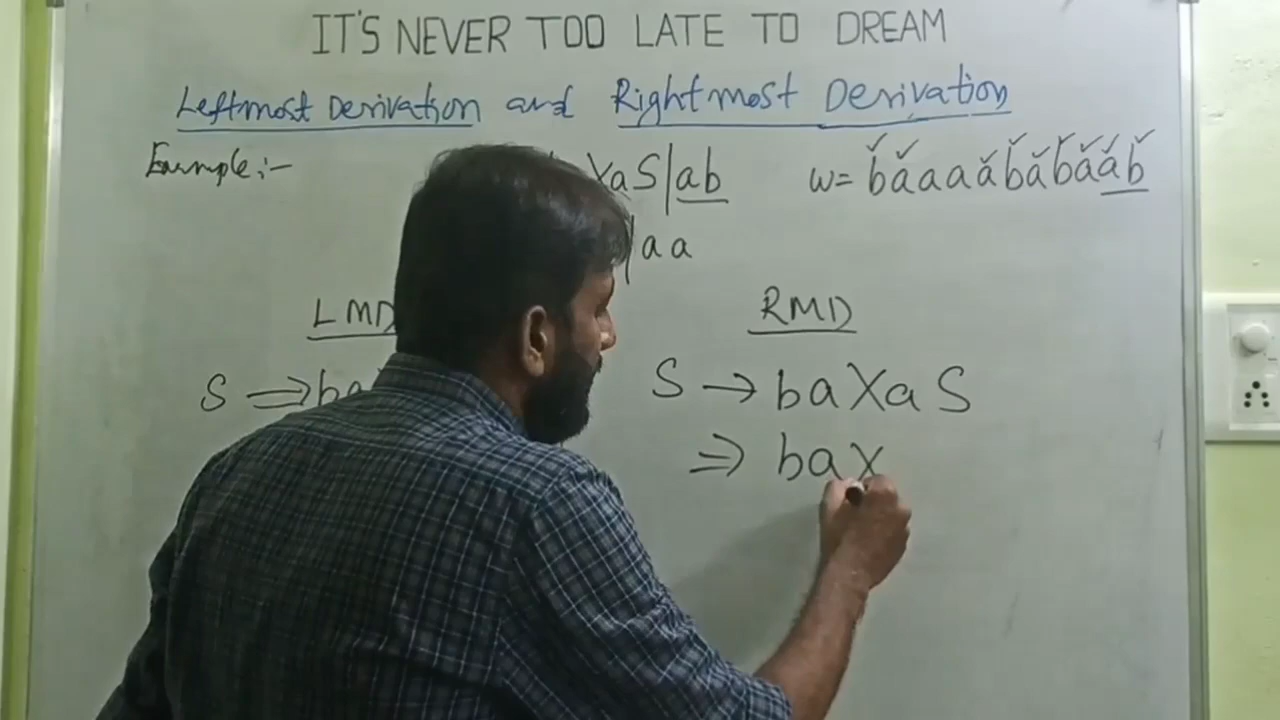 IT'S NEVER TOO LATE TO DREAM
Leftmost Derivation and Rightmost Derivation
Example:- XaS|ab w= baaaababaab
|aa
LMD RMD
S ⇒ba S → baXaS
⇒ baX